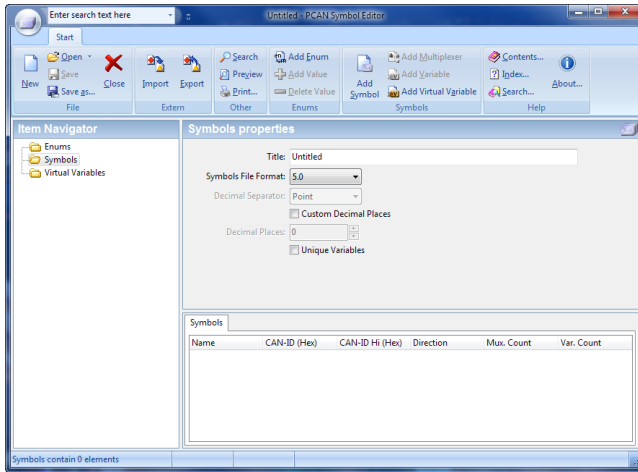 Enter search text here
Untitled - PCAN Symbol Editor
Start
New
Open
Save
Save as...
Close
File
Import
Export
Extern
Search
Preview
Print...
Other
Add Enum
Add Value
Delete Value
Enums
Add Symbol
Add Multiplexer
Add Variable
Add Virtual Variable
Symbols
Contents...
Index...
Search...
About...
Help
Item Navigator
Enums
Symbols
Virtual Variables
Symbols properties
Title: Untitled
Symbols File Format: 5.0
Decimal Separator: Point
Custom Decimal Places
Decimal Places: 0
Unique Variables
Symbols
Name CAN-ID (Hex) CAN-ID Hi (Hex) Direction Mux. Count Var. Count
Symbols contain 0 elements